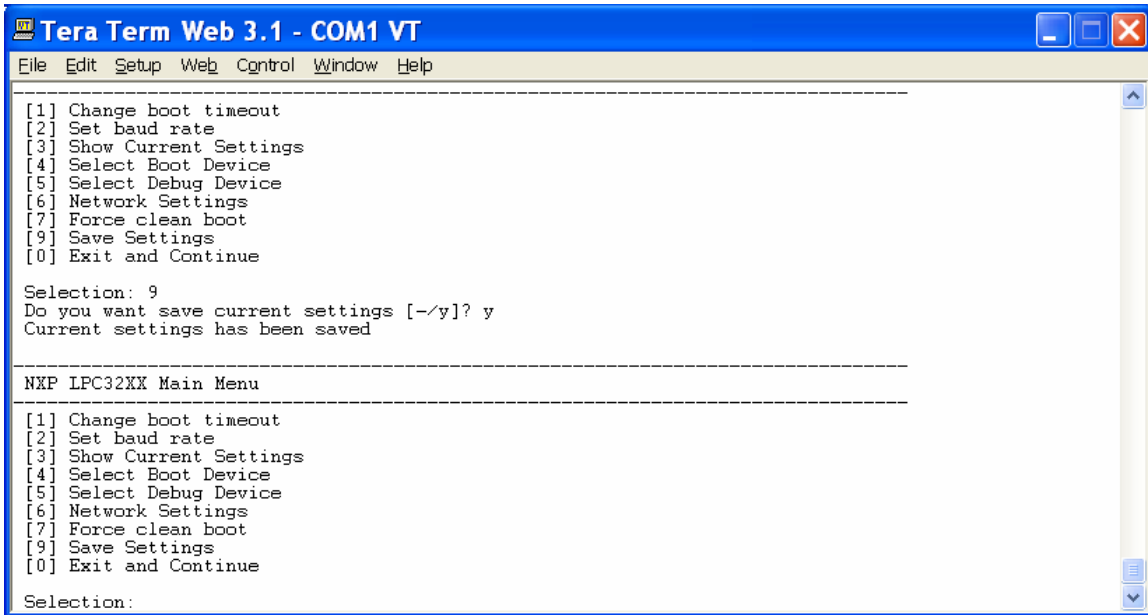 Tera Term Web 3.1 - COM1 VT
File Edit Setup Web Control Window Help
[1] Change boot timeout
[2] Set baud rate
[3] Show Current Settings
[4] Select Boot Device
[5] Select Debug Device
[6] Network Settings
[7] Force clean boot
[9] Save Settings
[0] Exit and Continue
Selection: 9
Do you want save current settings [-/y]? y
Current settings has been saved
NXP LPC32XX Main Menu
[1] Change boot timeout
[2] Set baud rate
[3] Show Current Settings
[4] Select Boot Device
[5] Select Debug Device
[6] Network Settings
[7] Force clean boot
[9] Save Settings
[0] Exit and Continue
Selection: